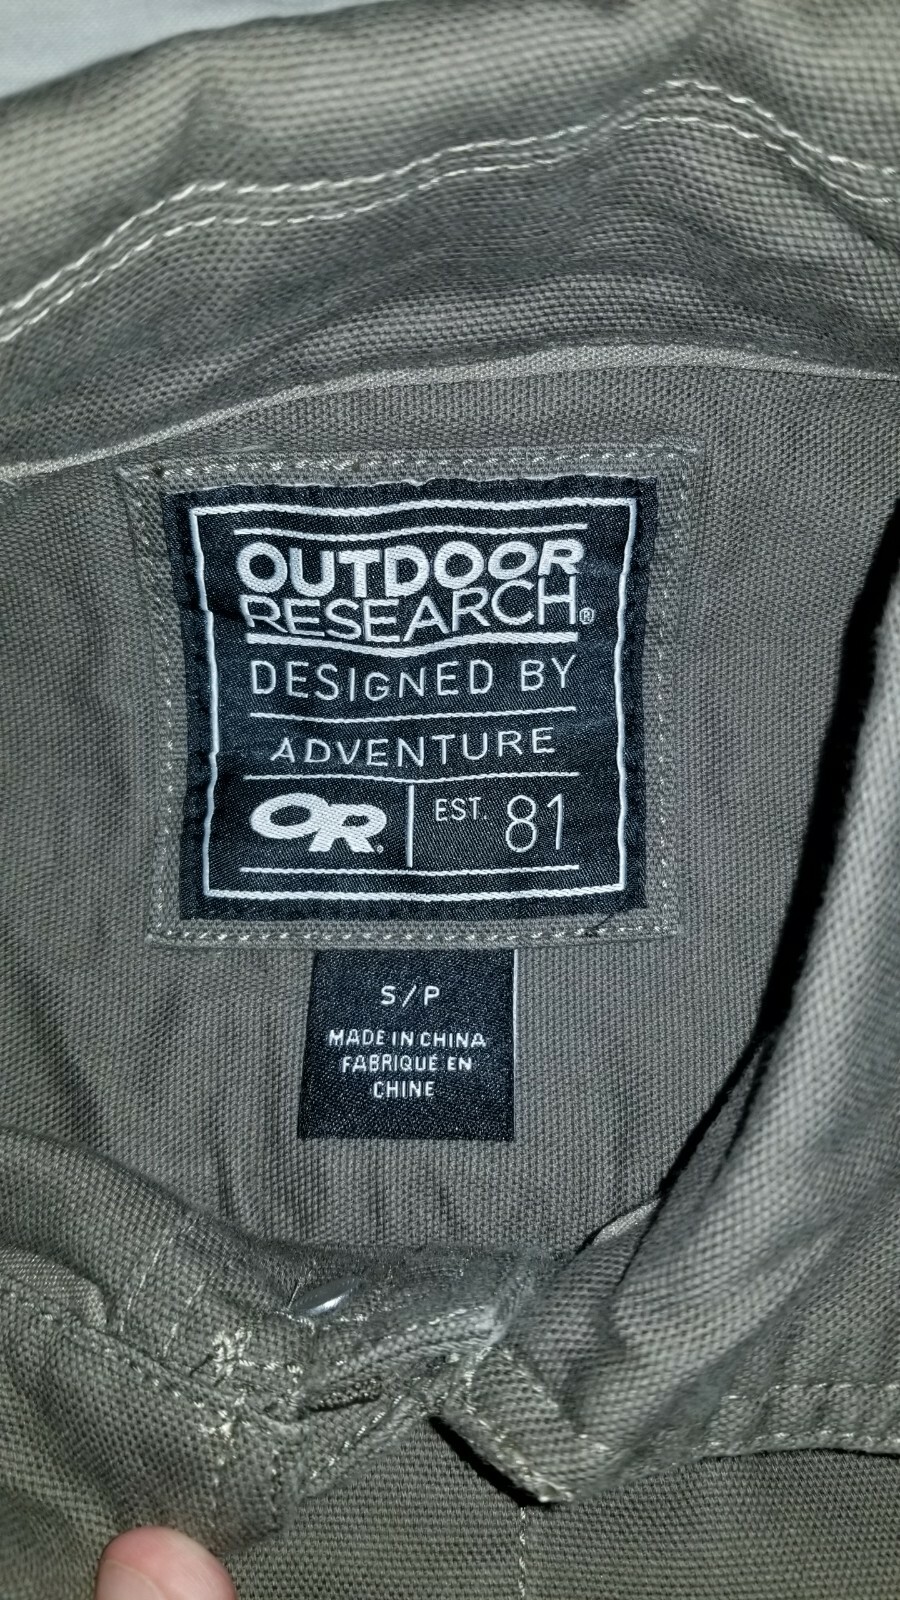 OUTDOOR
RESEARCH®
DESIGNED BY
ADVENTURE
OR® EST. 81
S/P
MADE IN CHINA
FABRIQUÉ EN
CHINE